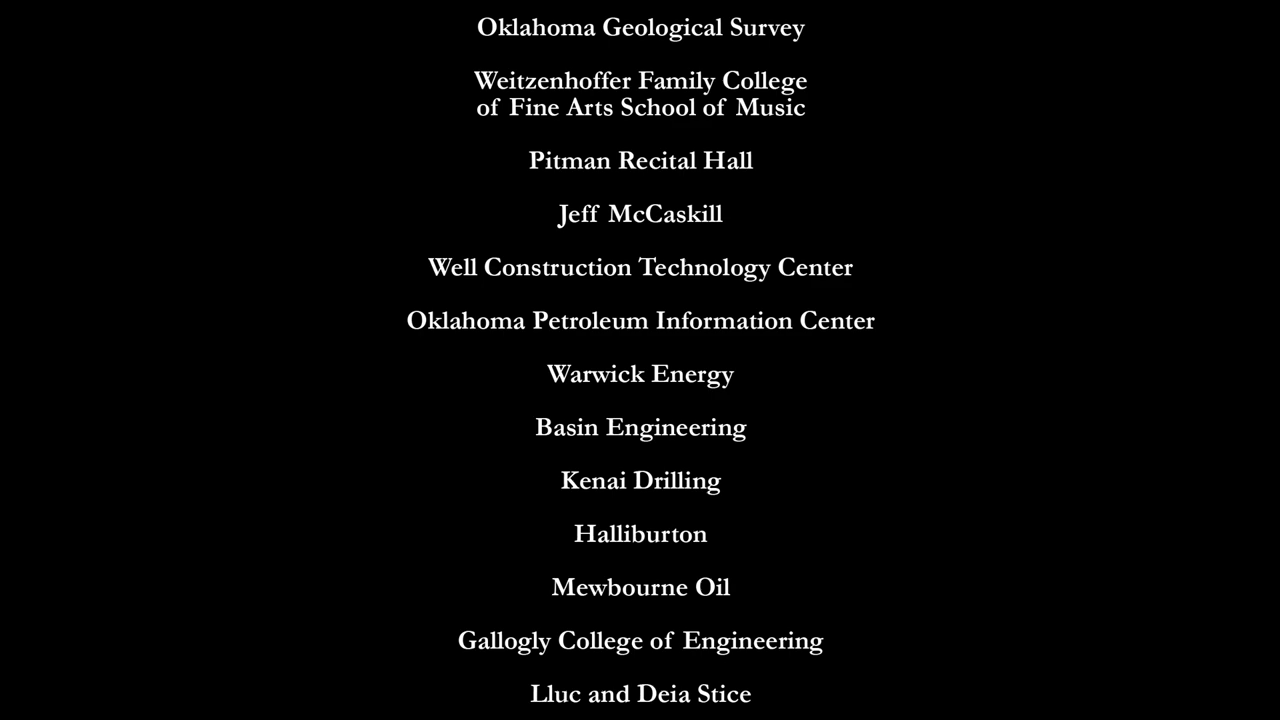 Oklahoma Geological Survey
Weitzenhoffer Family College
of Fine Arts School of Music
Pitman Recital Hall
Jeff McCaskill
Well Construction Technology Center
Oklahoma Petroleum Information Center
Warwick Energy
Basin Engineering
Kenai Drilling
Halliburton
Mewbourne Oil
Gallogly College of Engineering
Lluc and Deia Stice